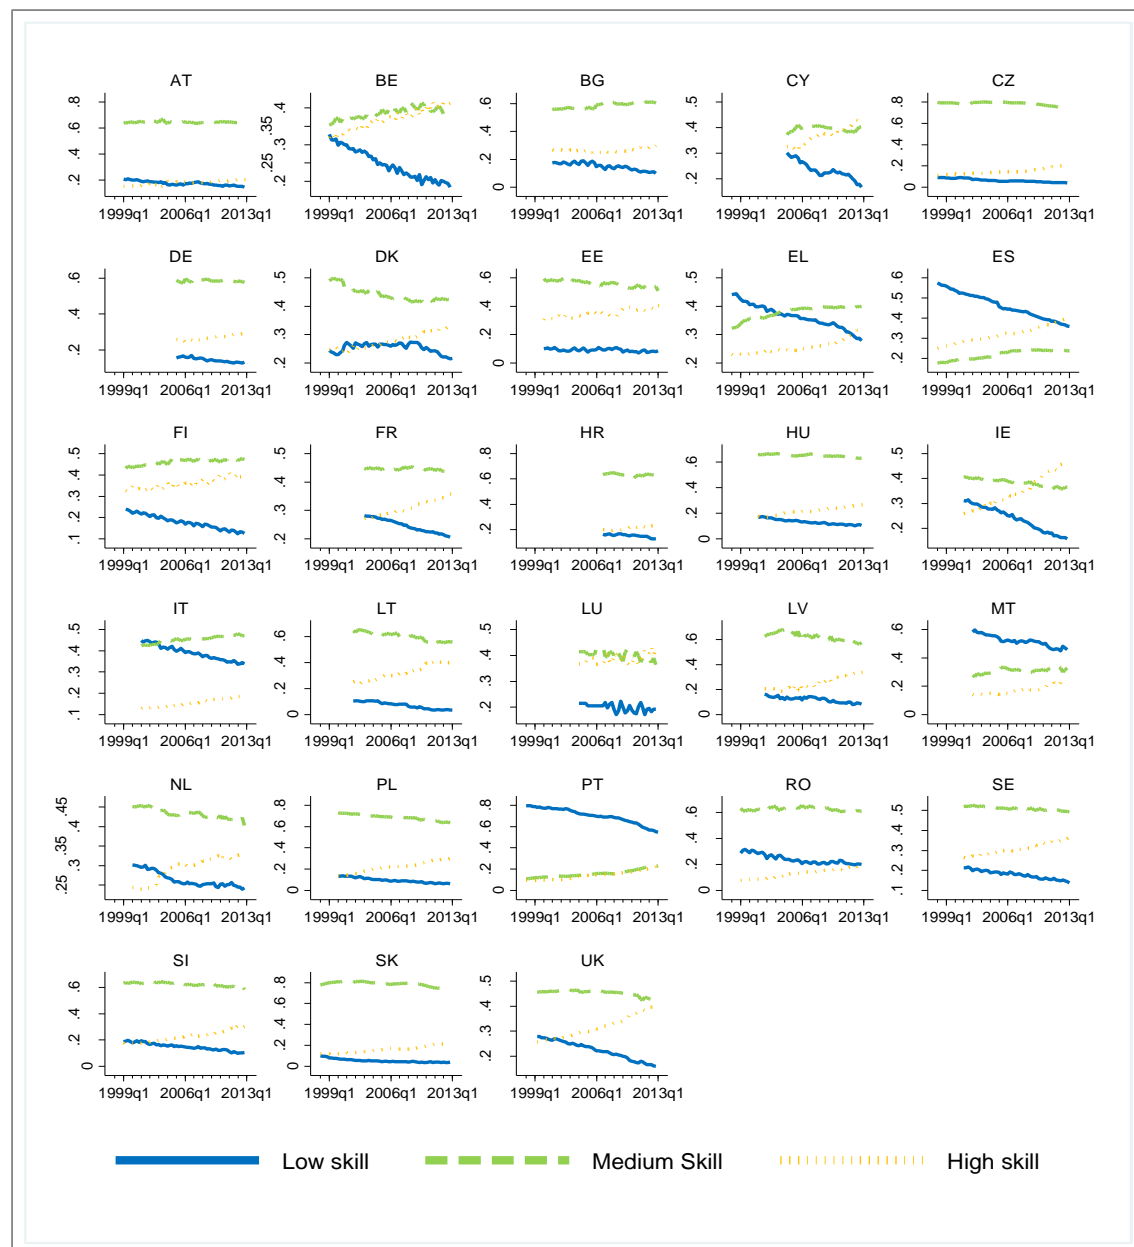 AT BE BG CY CZ
.2 .4 .6 .8 .2 .25 .3 .35 .4 0 .2 .4 .6 .2 .3 .4 .5 0 .2 .4 .6 .8
1999q1 2006q1 2013q1 1999q1 2006q1 2013q1 1999q1 2006q1 2013q1 1999q1 2006q1 2013q1 1999q1 2006q1 2013q1
DE DK EE EL ES
.2 .4 .6 .2 .3 .4 .5 0 .2 .4 .6 .2 .3 .4 .5 .2 .3 .4 .5 .6
1999q1 2006q1 2013q1 1999q1 2006q1 2013q1 1999q1 2006q1 2013q1 1999q1 2006q1 2013q1 1999q1 2006q1 2013q1
FI FR HR HU IE
.1 .2 .3 .4 .5 .2 .3 .4 .5 .2 .4 .6 .8 0 .2 .4 .6 .2 .3 .4 .5
1999q1 2006q1 2013q1 1999q1 2006q1 2013q1 1999q1 2006q1 2013q1 1999q1 2006q1 2013q1 1999q1 2006q1 2013q1
IT LT LU LV MT
.1 .2 .3 .4 .5 0 .2 .4 .6 .2 .3 .4 .5 0 .2 .4 .6 0 .2 .4 .6
1999q1 2006q1 2013q1 1999q1 2006q1 2013q1 1999q1 2006q1 2013q1 1999q1 2006q1 2013q1 1999q1 2006q1 2013q1
NL PL PT RO SE
.25 .3 .35 .4 .45 0 .2 .4 .6 .8 0 .2 .4 .6 .8 0 .2 .4 .6 .1 .2 .3 .4 .5
1999q1 2006q1 2013q1 1999q1 2006q1 2013q1 1999q1 2006q1 2013q1 1999q1 2006q1 2013q1 1999q1 2006q1 2013q1
SI SK UK
0 .2 .4 .6 0 .2 .4 .6 .8 .2 .3 .4 .5
1999q1 2006q1 2013q1 1999q1 2006q1 2013q1 1999q1 2006q1 2013q1
Low skill Medium Skill High skill